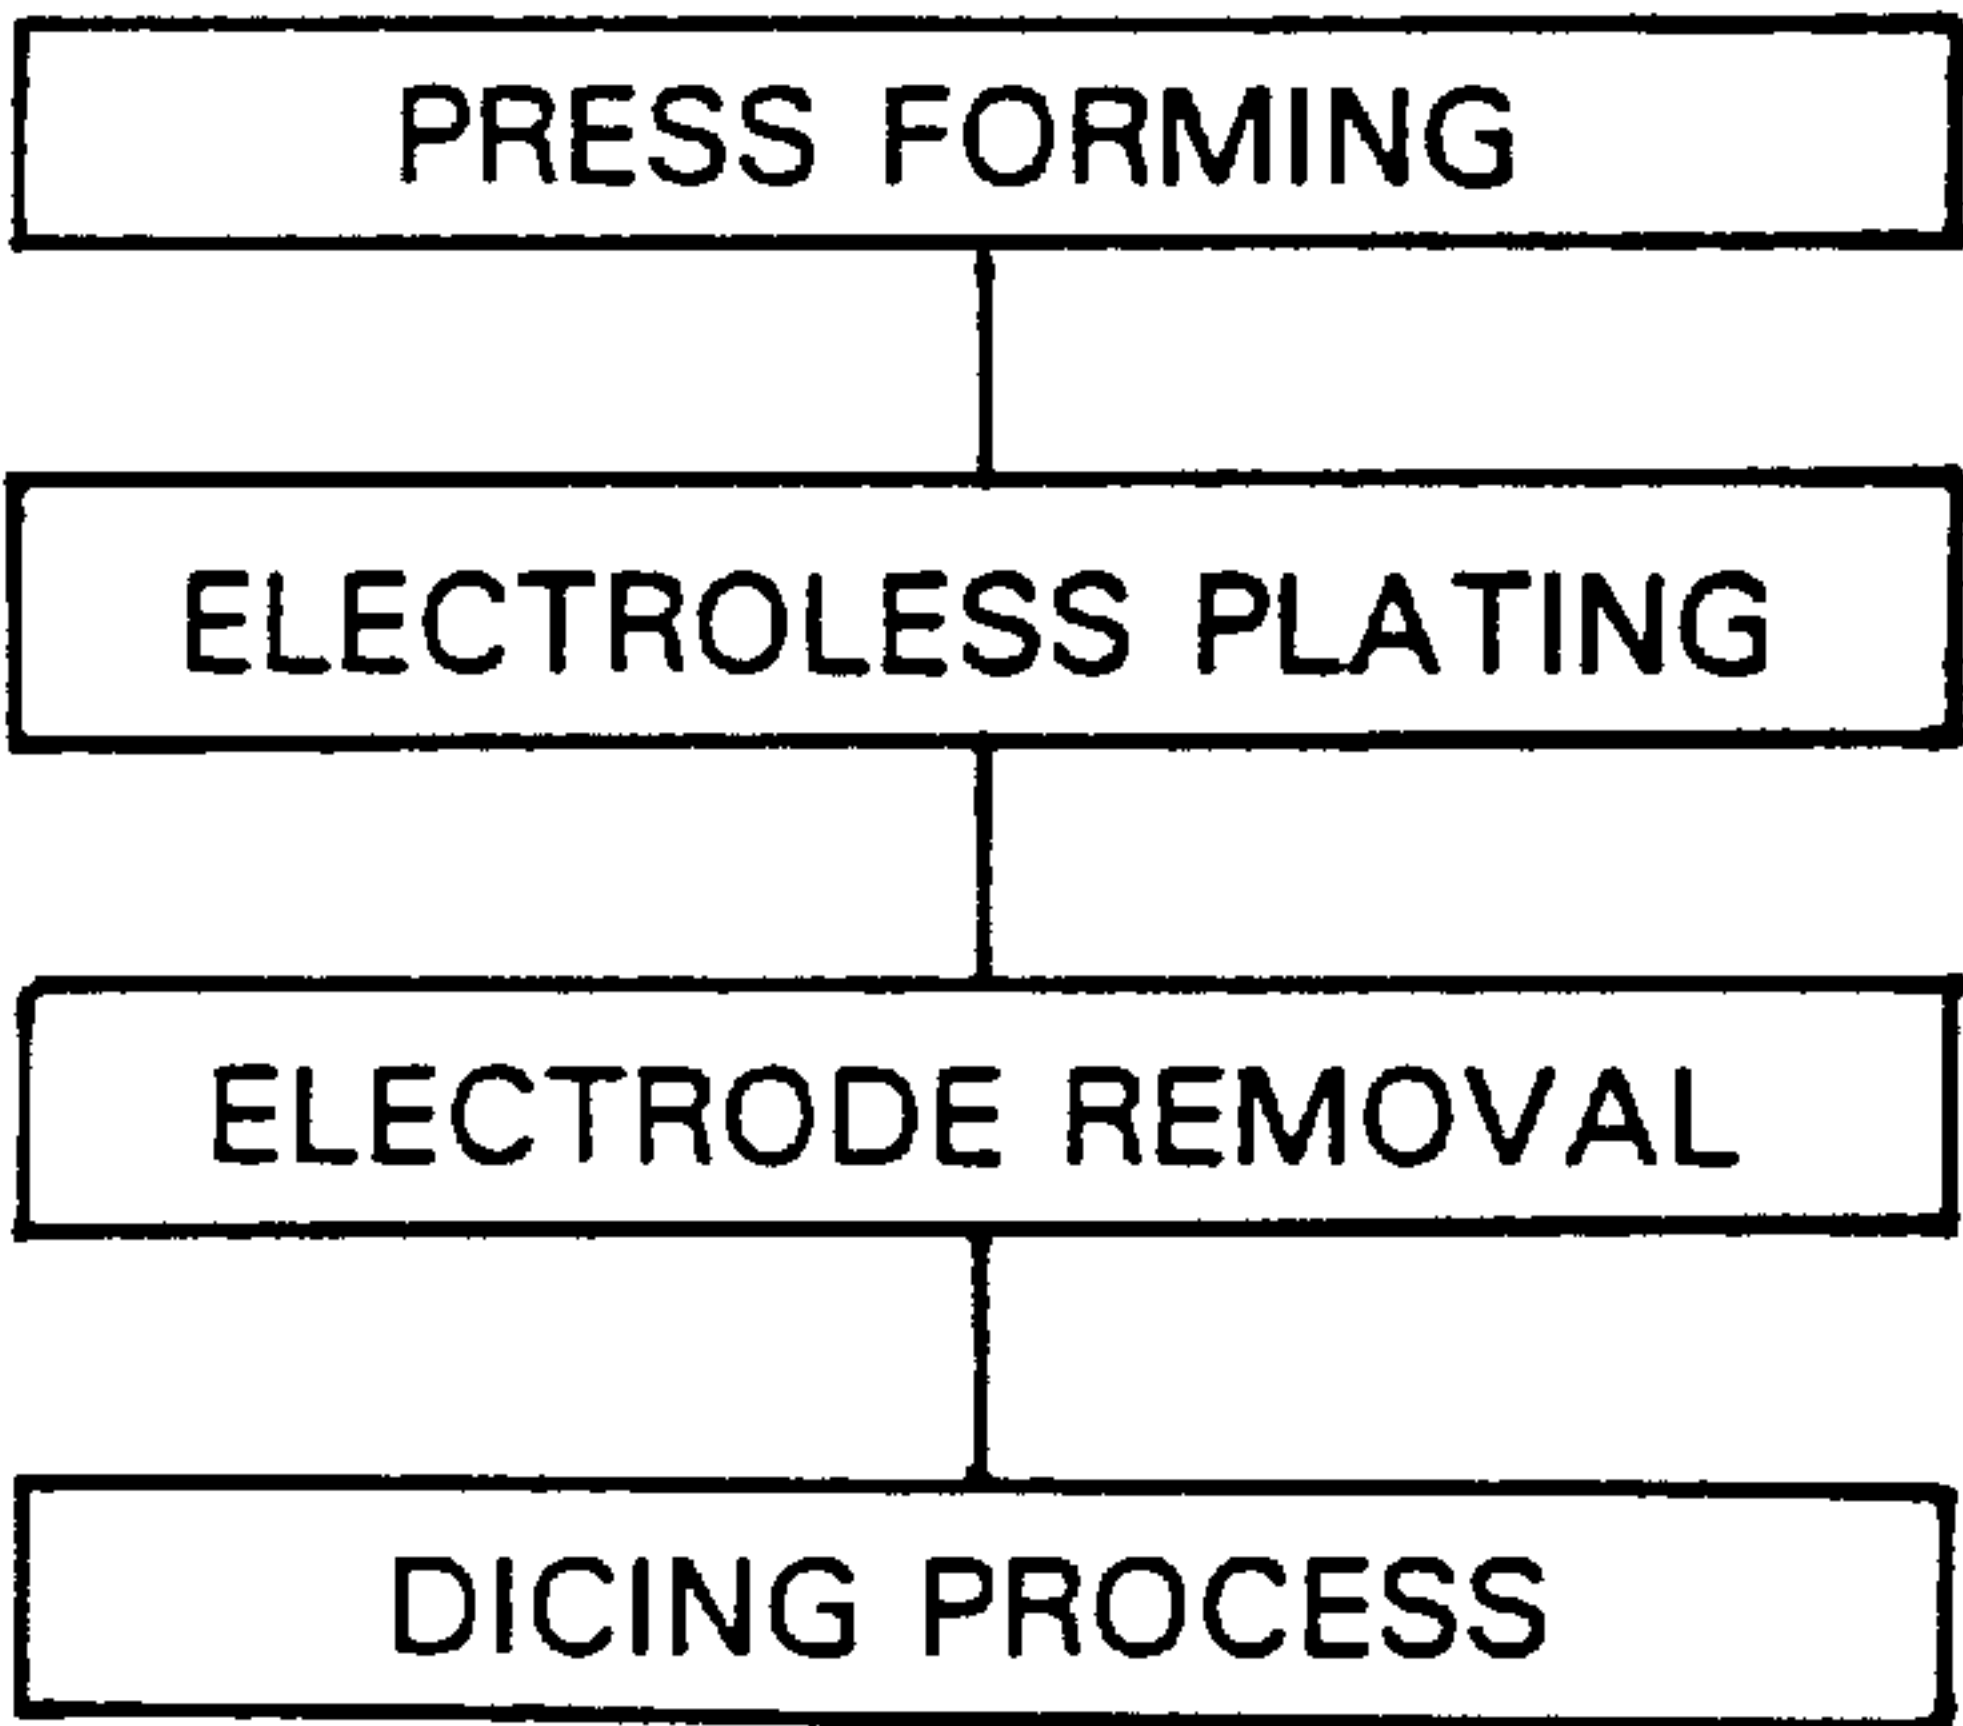 PRESS FORMING
ELECTROLESS PLATING
ELECTRODE REMOVAL
DICING PROCESS